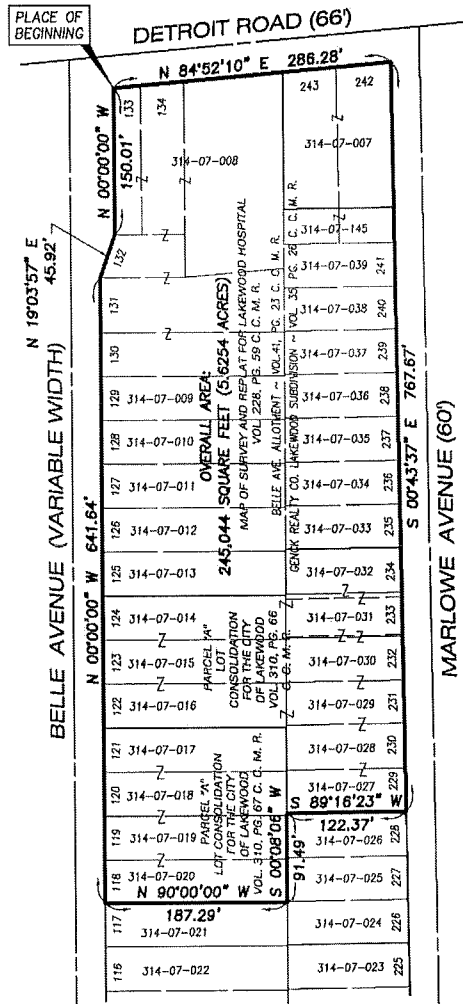 PLACE OF
BEGINNING
DETROIT ROAD (66')
N 84°52'10" E 286.28'
N 00°00'00" W
150.01'
133
134
243
242
314-07-008
314-07-007
N 19°03'57" E
45.92'
132
314-07-145
314-07-039
241
131
314-07-038
240
130
314-07-037
239
129
314-07-009
314-07-036
238
128
314-07-010
314-07-035
237
127
314-07-011
314-07-034
236
126
314-07-012
314-07-033
235
125
314-07-013
314-07-032
234
124
314-07-014
314-07-031
233
123
314-07-015
314-07-030
232
122
314-07-016
314-07-029
231
121
314-07-017
314-07-028
230
120
314-07-018
314-07-027
229
119
314-07-019
314-07-026
228
118
314-07-020
314-07-025
227
117
314-07-021
314-07-024
226
116
314-07-022
314-07-023
225
OVERALL AREA:
245,044 SQUARE FEET (5.6254 ACRES)
MAP OF SURVEY AND REPLAT FOR LAKEWOOD HOSPITAL
VOL. 228, PG. 59 C. C. M. R.
BELLE AVE. ALLOTMENT ~ VOL.41, PG. 23 C. C. M. R.
REALTY CO. LAKEWOOD SUBDIVISION ~ VOL. 35, PG. 26 C. C. M. R.
PARCEL "A"
LOT
CONSOLIDATION
FOR THE CITY
OF LAKEWOOD
VOL. 310, PG. 66
C. C. M. R.
PARCEL "A"
LOT CONSOLIDATION
FOR THE CITY
OF LAKEWOOD
VOL. 310, PG. 67 C. C. M. R.
BELLE AVENUE (VARIABLE WIDTH)
N 00°00'00" W 641.64'
S 00°43'37" E 767.67'
MARLOWE AVENUE (60')
S 89°16'23" W
122.37'
S 00°08'06" W
91.49'
N 90°00'00" W
187.29'